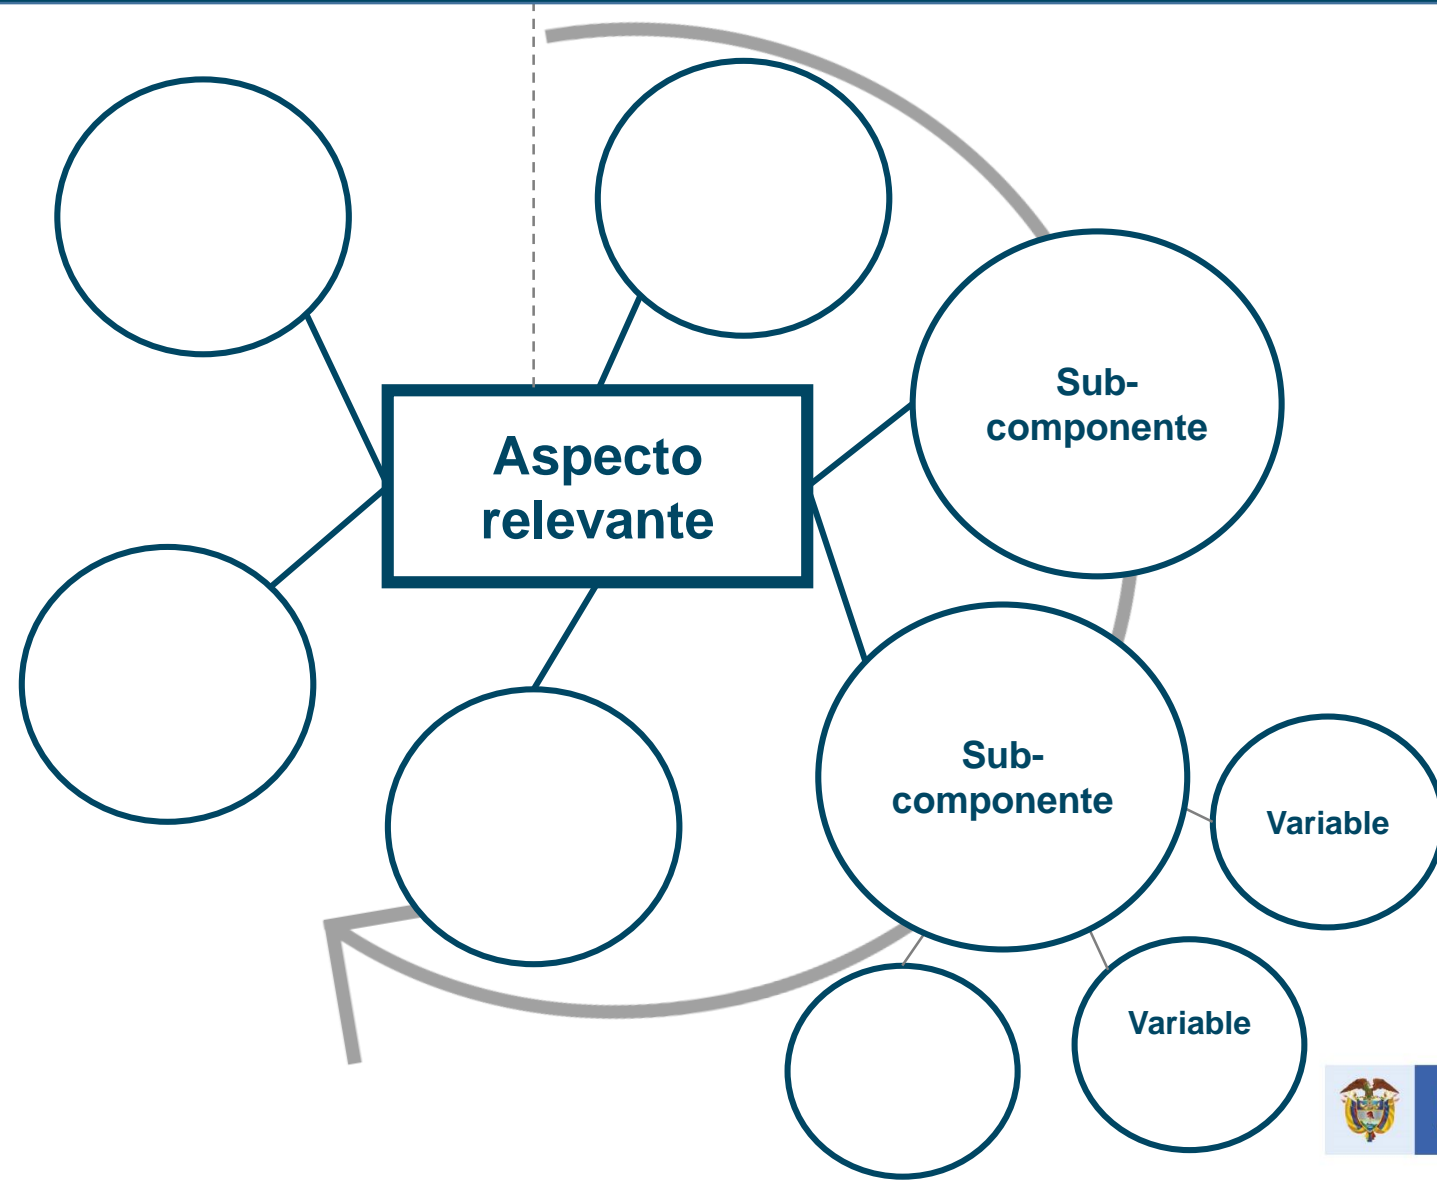 Sub-
componente
Aspecto
relevante
Sub-
componente
Variable
Variable